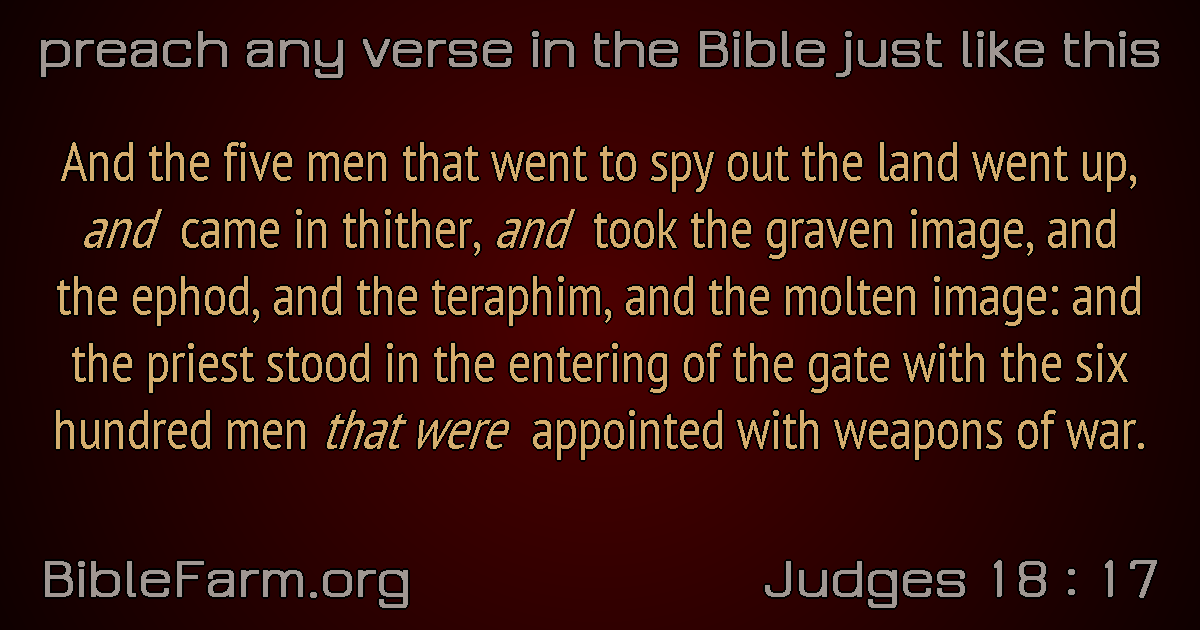 preach any verse in the Bible just like this
And the five men that went to spy out the land went up,
and came in thither, and took the graven image, and
the ephod, and the teraphim, and the molten image: and
the priest stood in the entering of the gate with the six
hundred men that were appointed with weapons of war.
BibleFarm.org
Judges 18 : 17